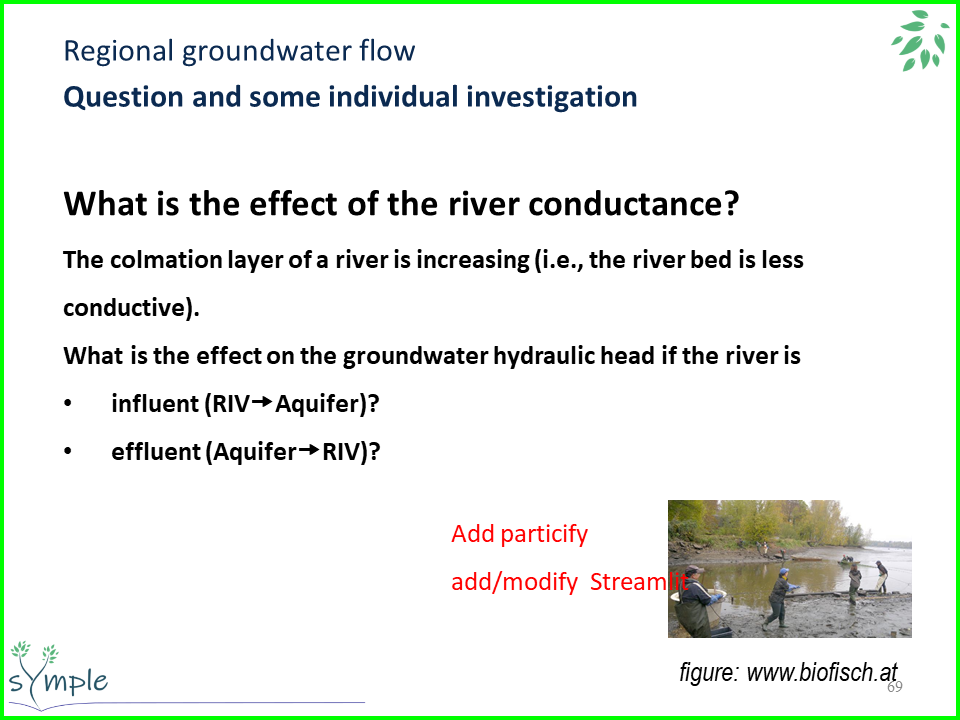 Regional groundwater flow
Question and some individual investigation
What is the effect of the river conductance?
The colmation layer of a river is increasing (i.e., the river bed is less
conductive).
What is the effect on the groundwater hydraulic head if the river is
• influent (RIV→Aquifer)?
• effluent (Aquifer→RIV)?
Add particify
add/modify Streamlit
figure: www.biofisch.at
69
sYmple